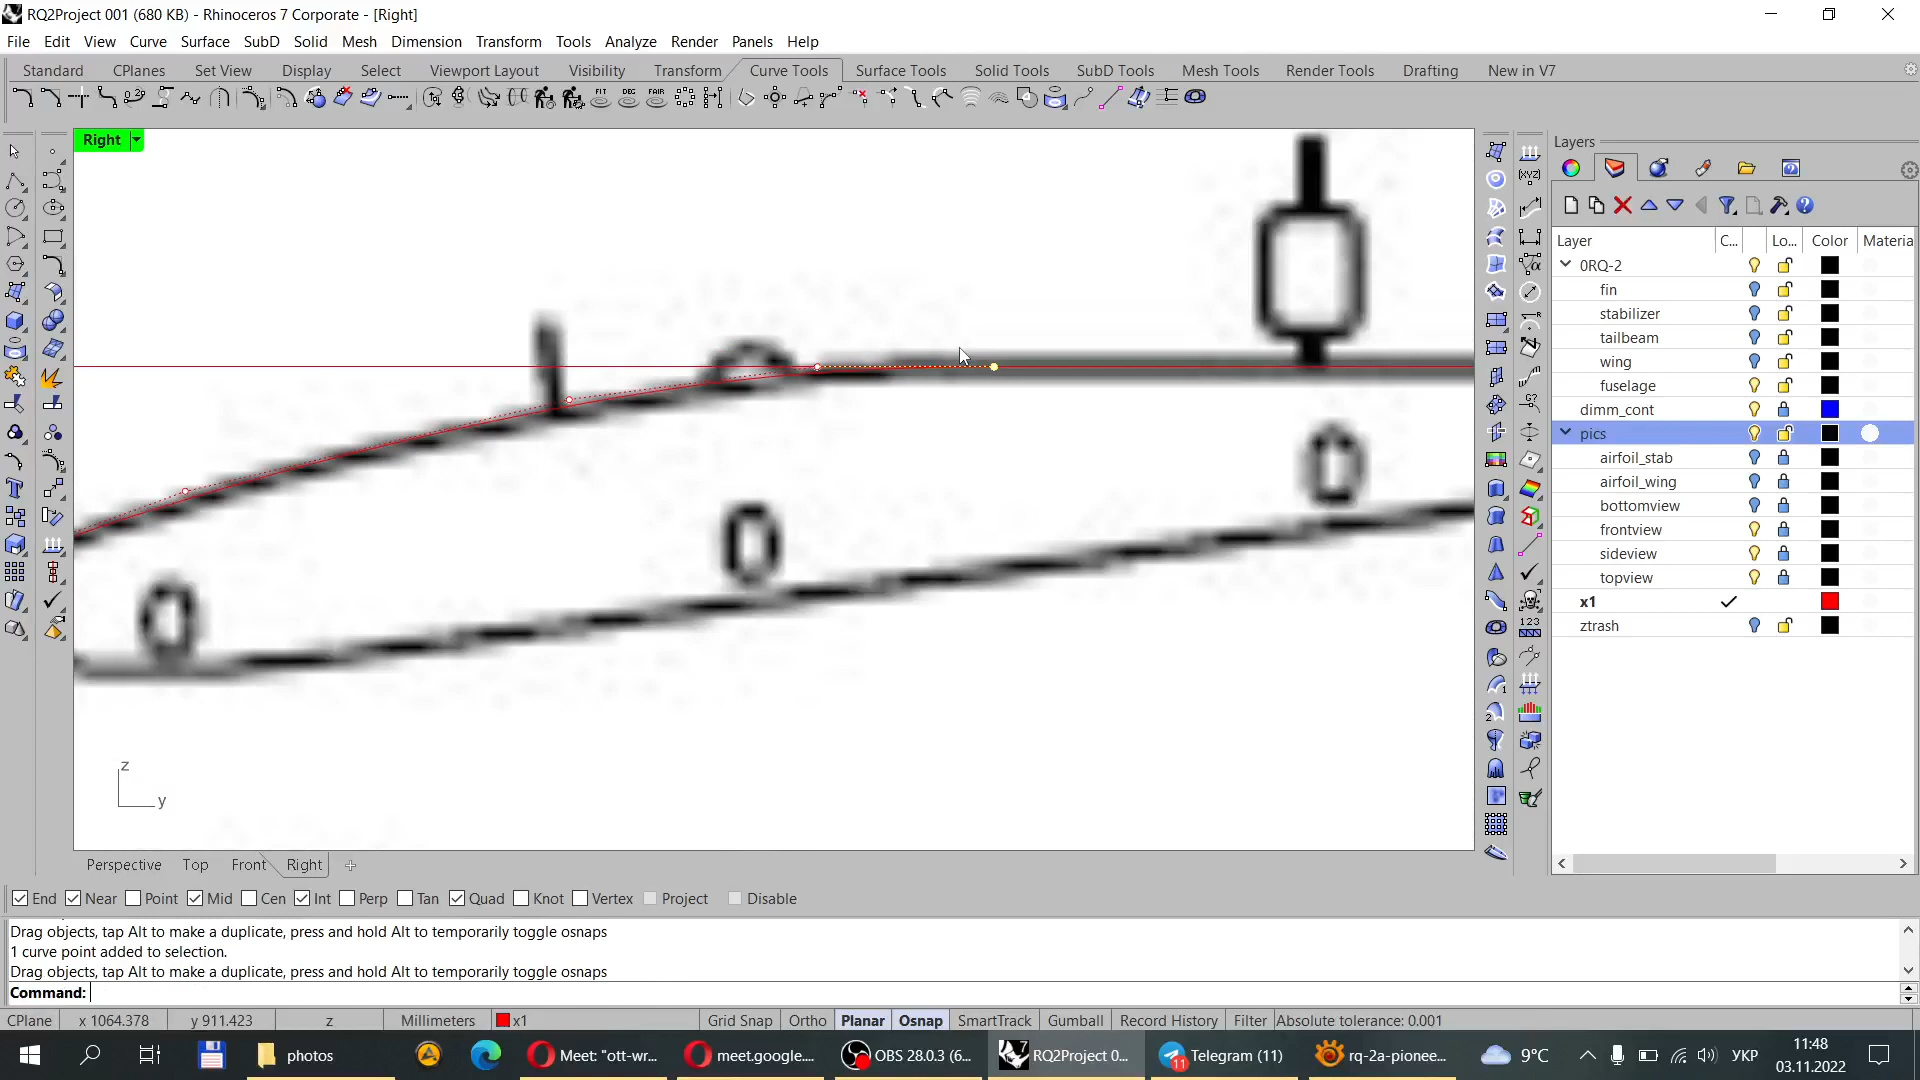 RQ2Project 001 (680 KB) - Rhinoceros 7 Corporate - [Right]
File Edit View Curve Surface SubD Solid Mesh Dimension Transform Tools Analyze Render Panels Help
Standard CPlanes Set View Display Select Viewport Layout Visibility Transform Curve Tools Surface Tools Solid Tools SubD Tools Mesh Tools Render Tools Drafting New in V7
FIT DEG FAIR
Right
Layers
Layer C... Lo... Color Materia
0RQ-2
fin
stabilizer
tailbeam
wing
fuselage
dimm_cont
pics
airfoil_stab
airfoil_wing
bottomview
frontview
sideview
topview
x1
ztrash
z
y
Perspective Top Front Right
End Near Point Mid Cen Int Perp Tan Quad Knot Vertex Project Disable
Drag objects, tap Alt to make a duplicate, press and hold Alt to temporarily toggle osnaps
1 curve point added to selection.
Drag objects, tap Alt to make a duplicate, press and hold Alt to temporarily toggle osnaps
Command:
CPlane x 1064.378 y 911.423 z Millimeters x1 Grid Snap Ortho Planar Osnap SmartTrack Gumball Record History Filter Absolute tolerance: 0.001
photos Meet: "ott-wr... meet.google.... OBS 28.0.3 (6... RQ2Project 0... Telegram (11) rq-2a-pionee... 9°C УКР 11:48
03.11.2022